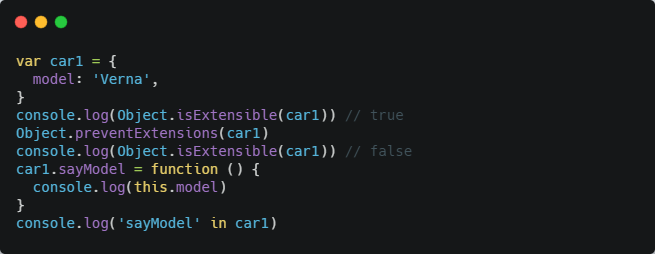 var car1 = {
  model: 'Verna',
}
console.log(Object.isExtensible(car1)) // true
Object.preventExtensions(car1)
console.log(Object.isExtensible(car1)) // false
car1.sayModel = function () {
  console.log(this.model)
}
console.log('sayModel' in car1)